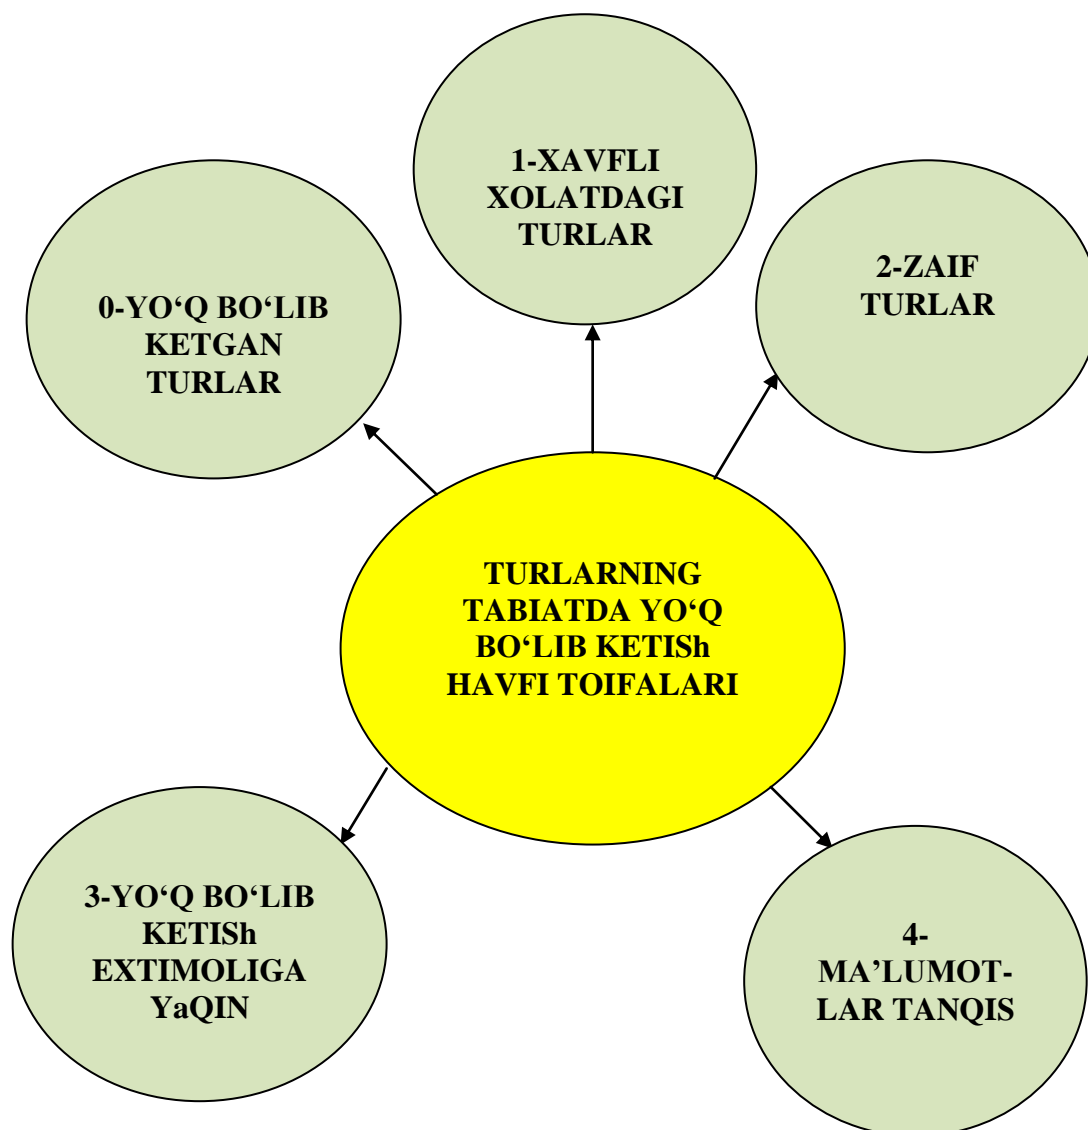 1-XAVFLI
XOLATDAGI
TURLAR
0-YO‘Q BO‘LIB
KETGAN
TURLAR
2-ZAIF
TURLAR
TURLARNING
TABIATDA YO‘Q
BO‘LIB KETISh
HAVFI TOIFALARI
3-YO‘Q BO‘LIB
KETISh
EXTIMOLIGA
YaQIN
4-
MA’LUMOT-
LAR TANQIS